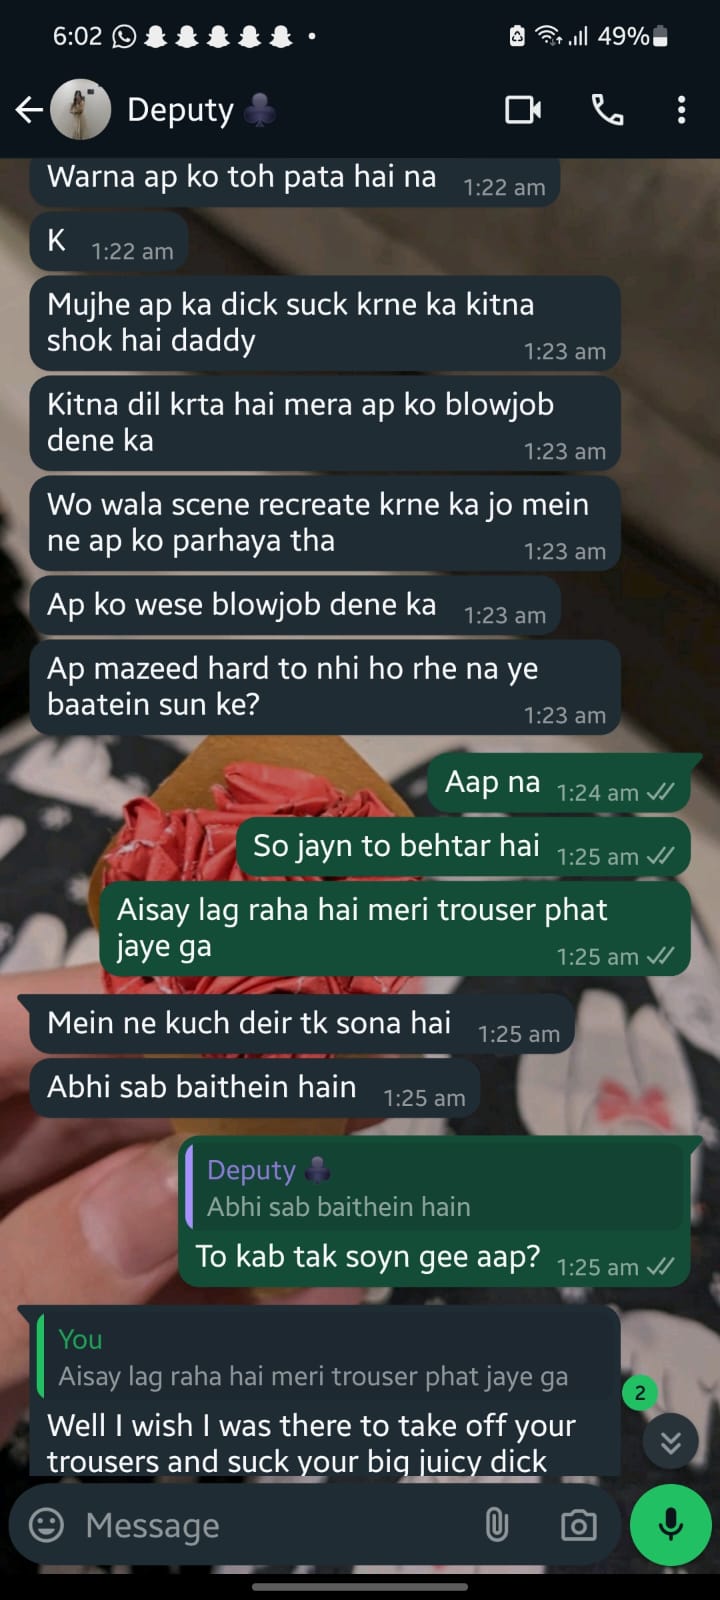 6:02
49%
Deputy ♣
Warna ap ko toh pata hai na 1:22 am
K 1:22 am
Mujhe ap ka dick suck krne ka kitna
shok hai daddy 1:23 am
Kitna dil krta hai mera ap ko blowjob
dene ka 1:23 am
Wo wala scene recreate krne ka jo mein
ne ap ko parhaya tha 1:23 am
Ap ko wese blowjob dene ka 1:23 am
Ap mazeed hard to nhi ho rhe na ye
baatein sun ke? 1:23 am
Aap na 1:24 am
So jayn to behtar hai 1:25 am
Aisay lag raha hai meri trouser phat
jaye ga 1:25 am
Mein ne kuch deir tk sona hai 1:25 am
Abhi sab baithein hain 1:25 am
Deputy ♣
Abhi sab baithein hain
To kab tak soyn gee aap? 1:25 am
You
Aisay lag raha hai meri trouser phat jaye ga
Well I wish I was there to take off your
trousers and suck your big juicy dick
2
Message